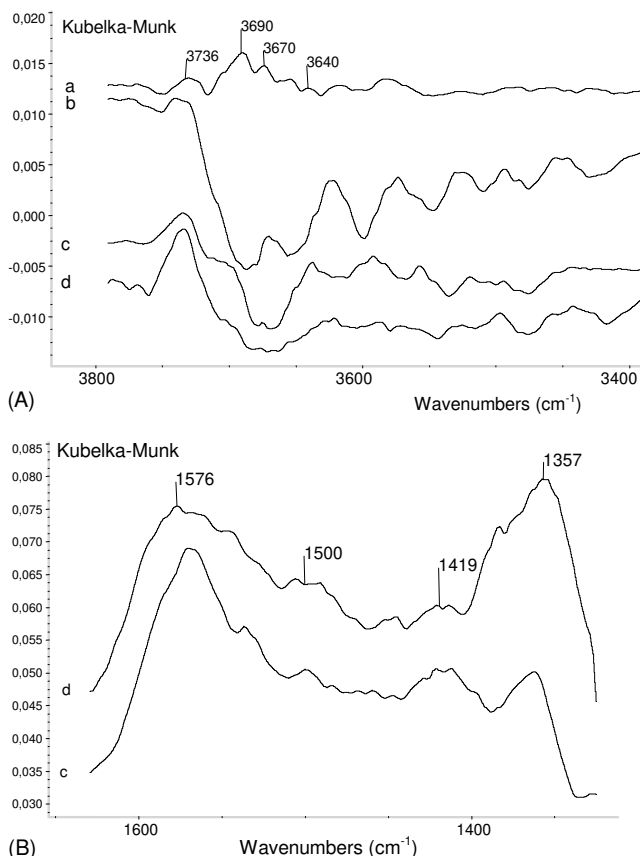 0,020
Kubelka-Munk
3690
3736
3670
3640
0,015
a
0,010
b
0,005
0,000
c
-0,005
d
-0,010
3800
3600
3400
(A)
Wavenumbers (cm-1)
0,085
Kubelka-Munk
0,080
1576
1357
0,075
0,070
1500
0,065
1419
0,060
0,055
0,050
d
0,045
0,040
c
0,035
0,030
1600
1400
(B)
Wavenumbers (cm-1)